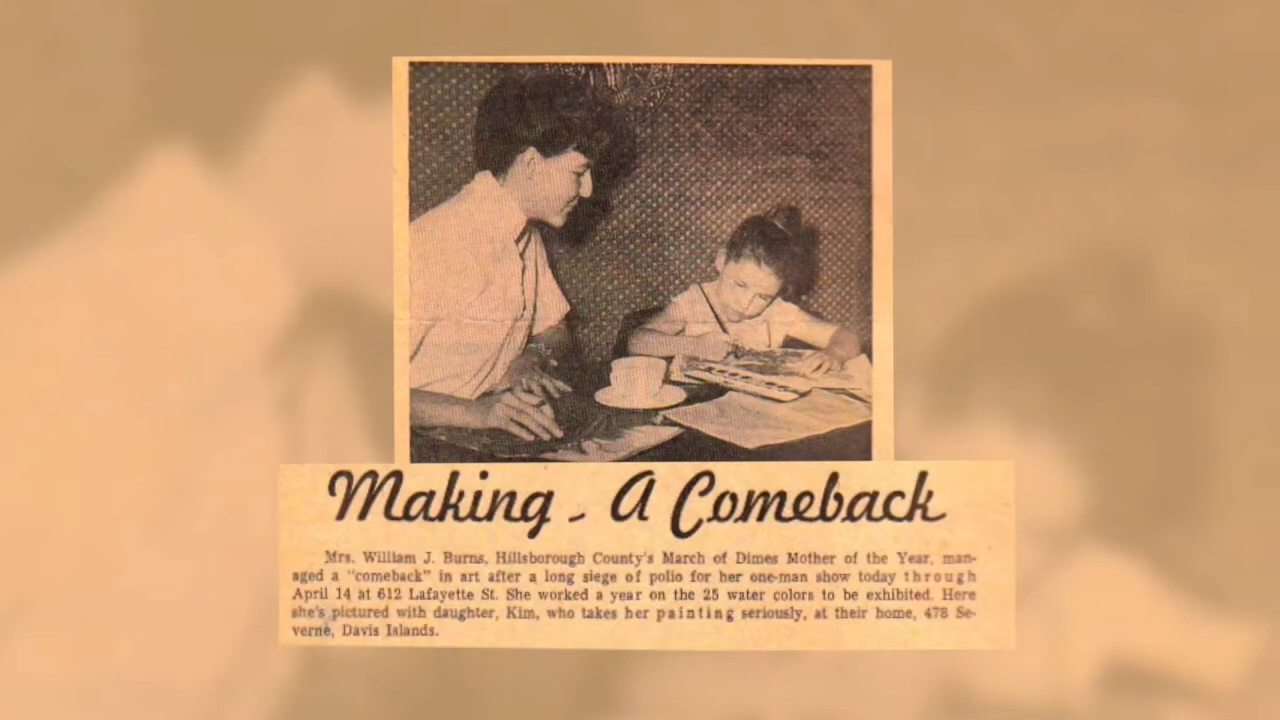 Making - A Comeback
Mrs. William J. Burns, Hillsborough County's March of Dimes Mother of the Year, man-
aged a "comeback" in art after a long siege of polio for her one-man show today through
April 14 at 612 Lafayette St. She worked a year on the 25 water colors to be exhibited. Here
she's pictured with daughter, Kim, who takes her painting seriously, at their home, 478 Se-
verne, Davis Islands.